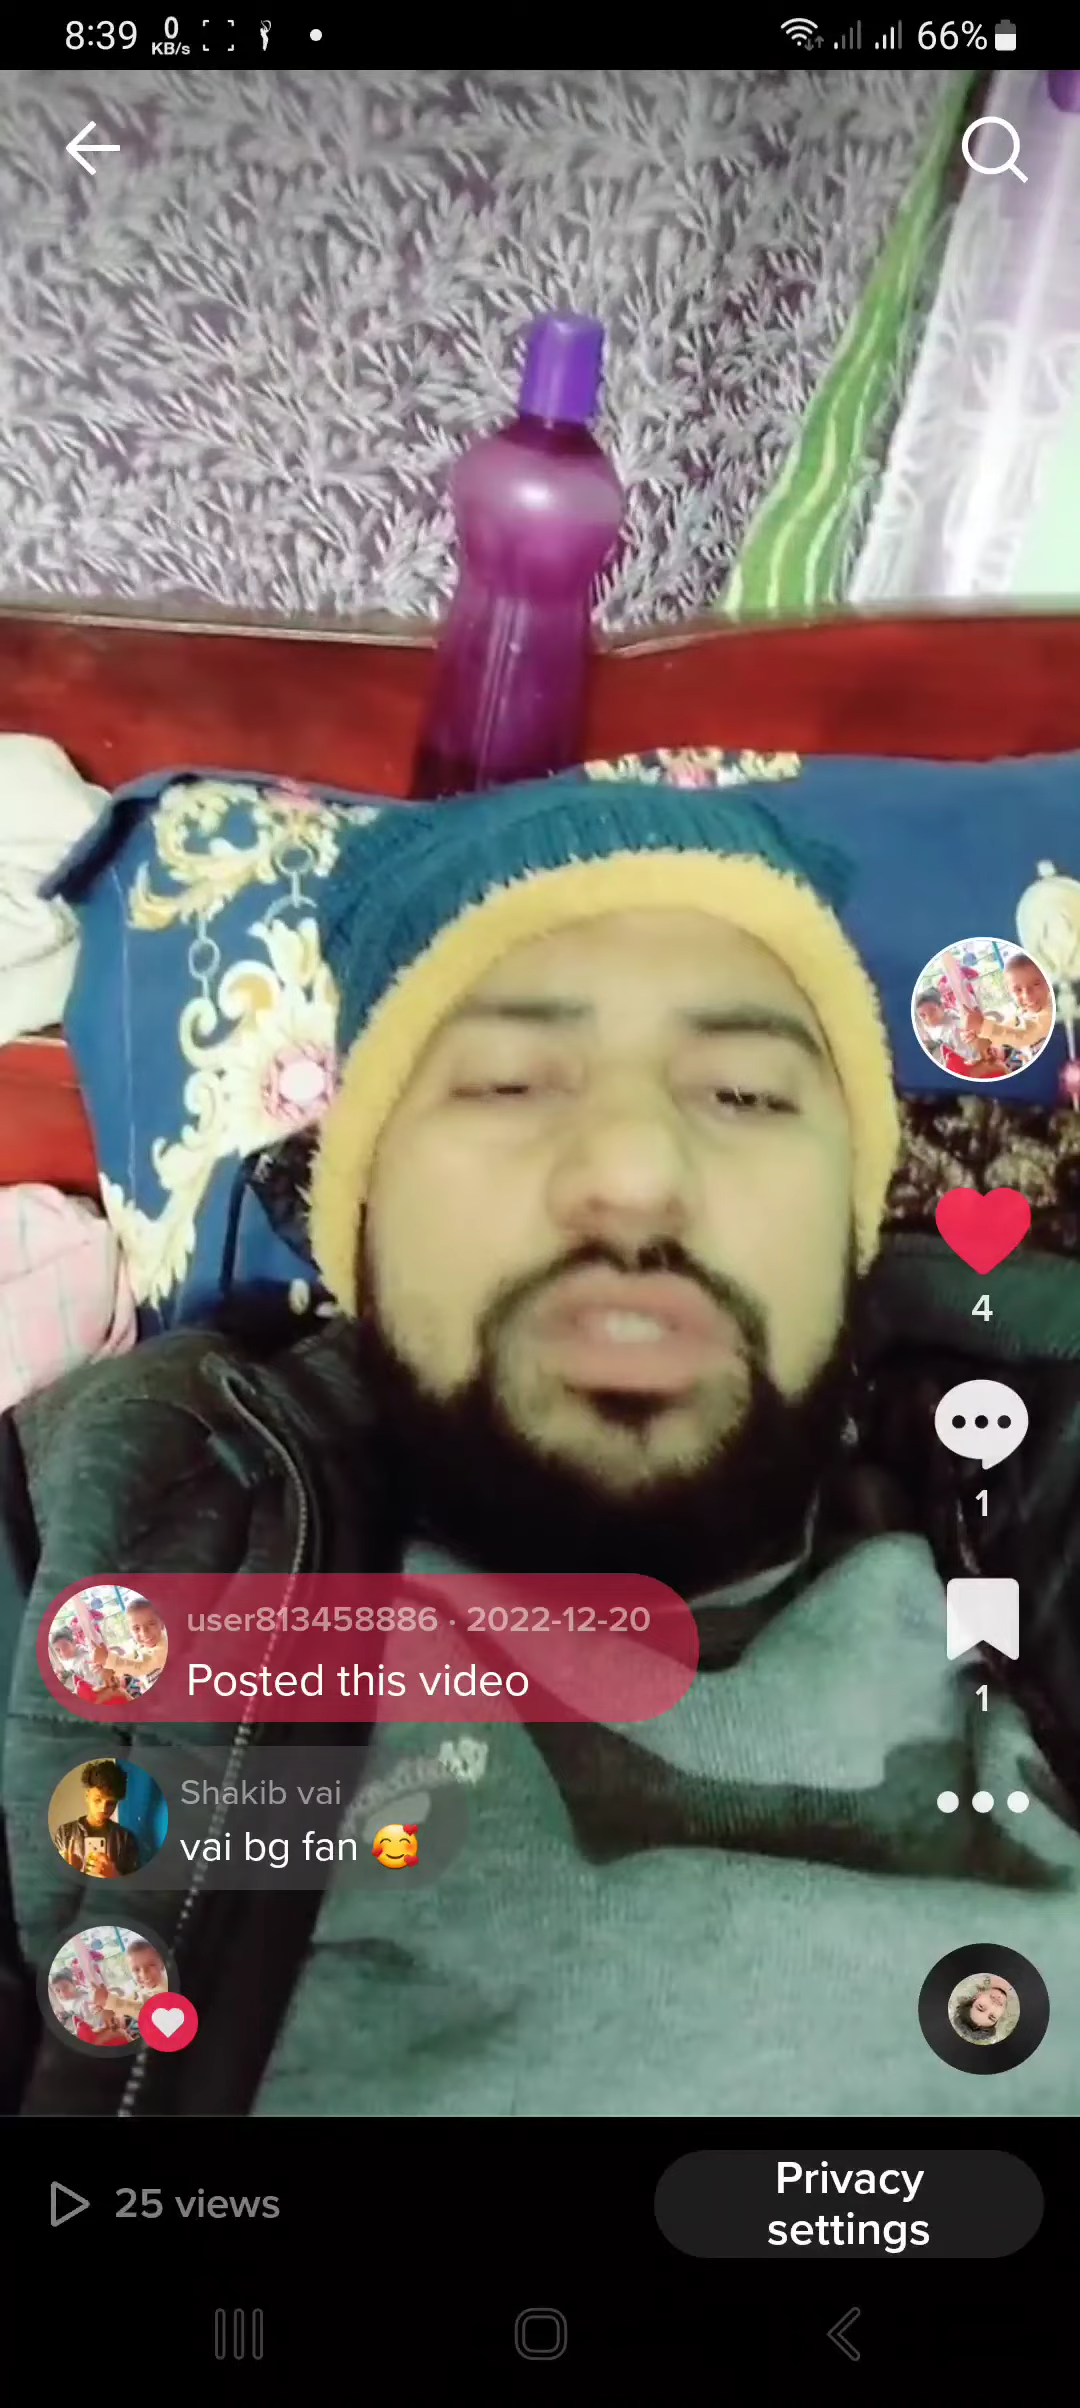 8:39 0 KB/s 66%
user813458886 · 2022-12-20
Posted this video
Shakib vai
vai bg fan 🥰
4
1
1
25 views
Privacy
settings